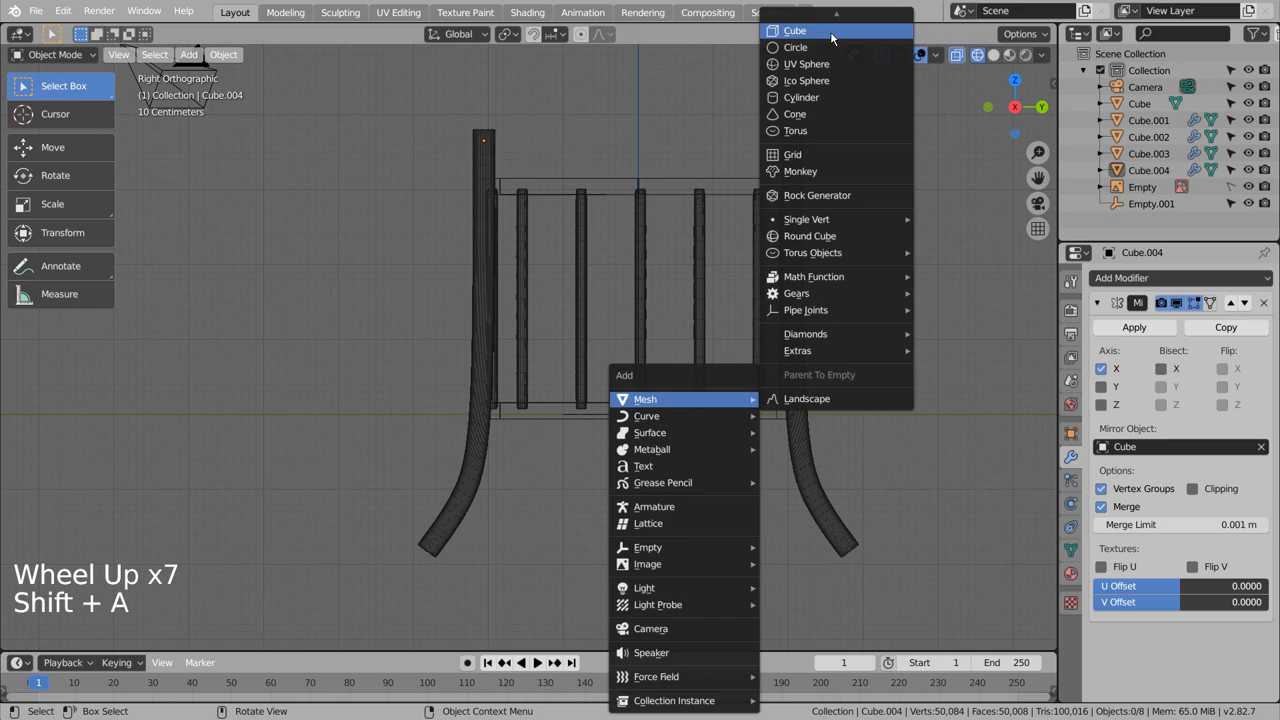 File Edit Render Window Help
Layout Modeling Sculpting UV Editing Texture Paint Shading Animation Rendering Compositing
Scene View Layer
Global Options
Object Mode View Select Add Object
Right Orthographic
(1) Collection | Cube.004
10 Centimeters
Select Box
Cursor
Move
Rotate
Scale
Transform
Annotate
Measure
Z
X
Y
Cube
Circle
UV Sphere
Ico Sphere
Cylinder
Cone
Torus
Grid
Monkey
Rock Generator
Single Vert
Round Cube
Torus Objects
Math Function
Gears
Pipe Joints
Diamonds
Extras
Parent To Empty
Landscape
Add
Mesh
Curve
Surface
Metaball
Text
Grease Pencil
Armature
Lattice
Empty
Image
Light
Light Probe
Camera
Speaker
Force Field
Collection Instance
Wheel Up x7
Shift + A
Scene Collection
Collection
Camera
Cube
Cube.001
Cube.002
Cube.003
Cube.004
Empty
Empty.001
Cube.004
Add Modifier
Mi
Apply Copy
Axis: Bisect: Flip:
X X X
Y Y Y
Z Z Z
Mirror Object:
Cube
Options:
Vertex Groups Clipping
Merge
Merge Limit 0.001 m
Textures:
Flip U Flip V
U Offset 0.0000
V Offset 0.0000
Playback Keying View Marker
1 Start 1 End 250
1 10 20 30 40 50 60 70 80 90 100 110 120 130 140 150 160 170 180 190 200 210 220 230 240 250
Select Box Select Rotate View Object Context Menu
Collection | Cube.004 | Verts:50,084 | Faces:50,008 | Tris:100,016 | Objects:0/8 | Mem: 65.0 MiB | v2.82.7